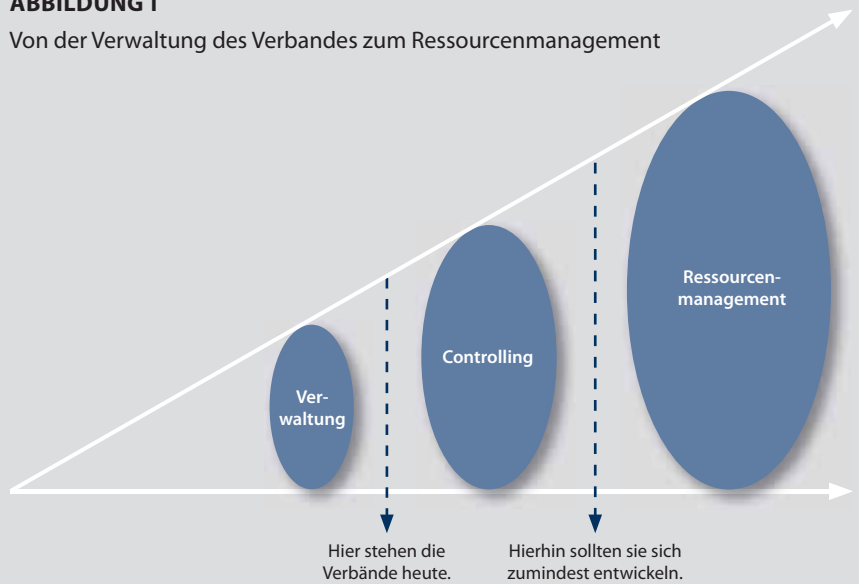 ABBILDUNG 1
Von der Verwaltung des Verbandes zum Ressourcenmanagement
Ressourcen-
management
Controlling
Ver-
waltung
Hier stehen die
Verbände heute.
Hierhin sollten sie sich
zumindest entwickeln.